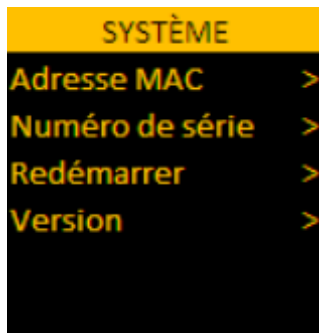 SYSTÈME
Adresse MAC >
Numéro de série >
Redémarrer >
Version >